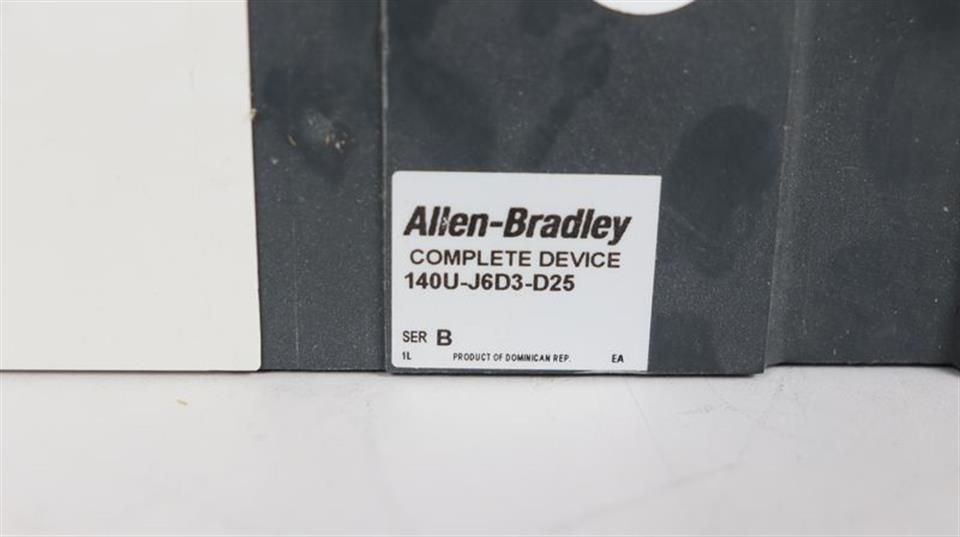 Allen-Bradley
COMPLETE DEVICE
140U-J6D3-D25
SER B
1L PRODUCT OF DOMINICAN REP. EA